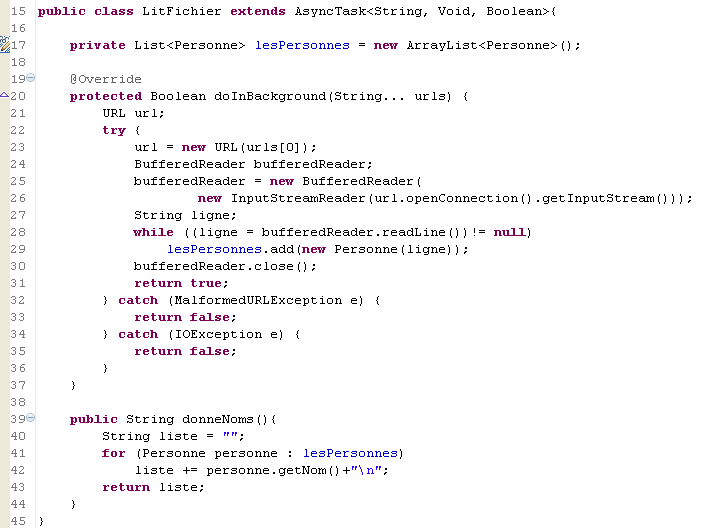 15 public class LitFichier extends AsyncTask<String, Void, Boolean>{
16
17     private List<Personne> lesPersonnes = new ArrayList<Personne>();
18
19     @Override
20     protected Boolean doInBackground(String... urls) {
21         URL url;
22         try {
23             url = new URL(urls[0]);
24             BufferedReader bufferedReader;
25             bufferedReader = new BufferedReader(
26                     new InputStreamReader(url.openConnection().getInputStream()));
27             String ligne;
28             while ((ligne = bufferedReader.readLine())!= null)
29                 lesPersonnes.add(new Personne(ligne));
30             bufferedReader.close();
31             return true;
32         } catch (MalformedURLException e) {
33             return false;
34         } catch (IOException e) {
35             return false;
36         }
37     }
38
39     public String donneNoms(){
40         String liste = "";
41         for (Personne personne : lesPersonnes)
42             liste += personne.getNom()+"\n";
43         return liste;
44     }
45 }